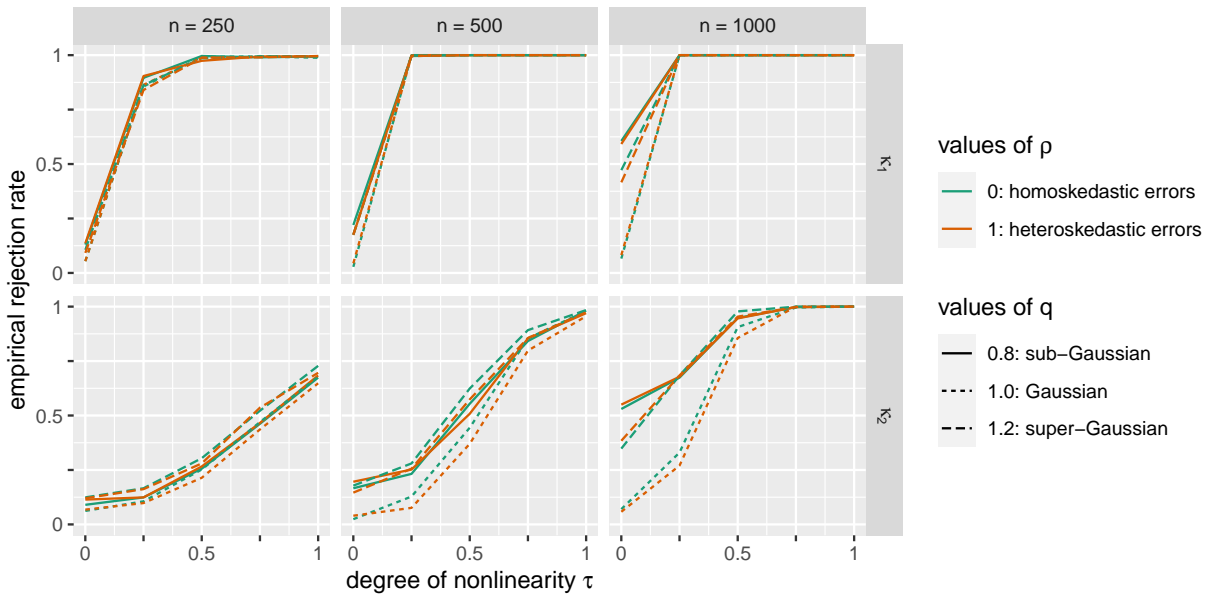 n = 250
n = 500
n = 1000
empirical rejection rate
1
0.5
0
κ1
1
0.5
0
κ2
0
0.5
1
0
0.5
1
0
0.5
1
degree of nonlinearity τ
values of ρ
0: homoskedastic errors
1: heteroskedastic errors
values of q
0.8: sub−Gaussian
1.0: Gaussian
1.2: super−Gaussian